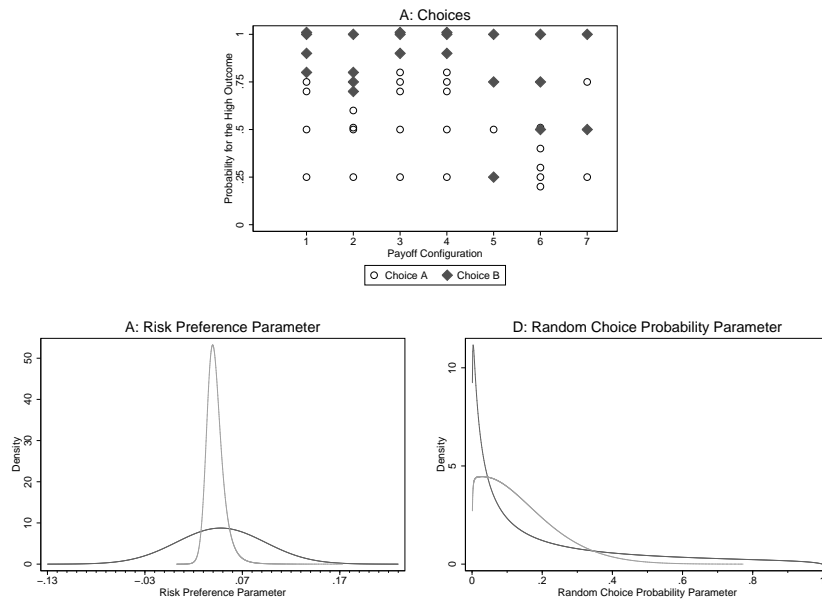 A: Choices
Probability for the High Outcome
1
.75
.5
.25
0
1 2 3 4 5 6 7
Payoff Configuration
Choice A Choice B
A: Risk Preference Parameter
Density
50
40
30
20
10
0
-.13 -.03 .07 .17
Risk Preference Parameter
D: Random Choice Probability Parameter
Density
10
5
0
0 .2 .4 .6 .8 1
Random Choice Probability Parameter